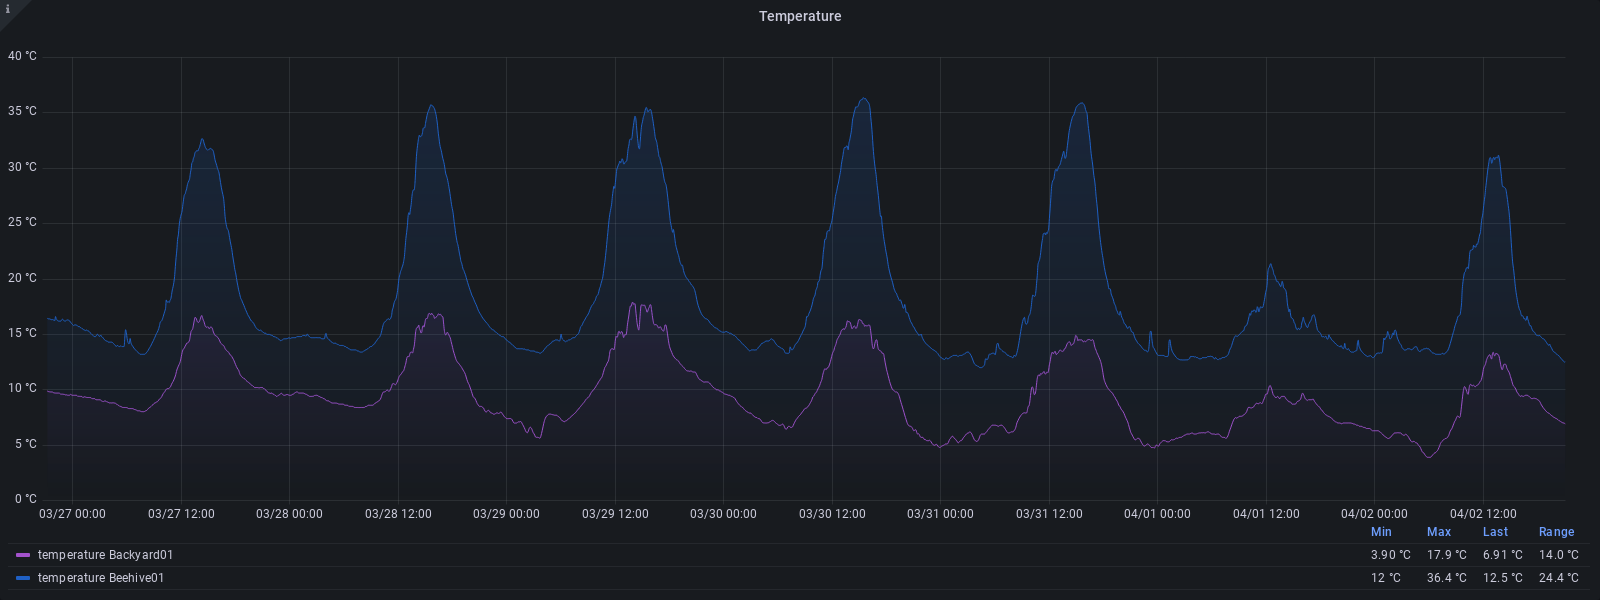 i
Temperature
40 °C
35 °C
30 °C
25 °C
20 °C
15 °C
10 °C
5 °C
0 °C
03/27 00:00 03/27 12:00 03/28 00:00 03/28 12:00 03/29 00:00 03/29 12:00 03/30 00:00 03/30 12:00 03/31 00:00 03/31 12:00 04/01 00:00 04/01 12:00 04/02 00:00 04/02 12:00
Min Max Last Range
temperature Backyard01 3.90 °C 17.9 °C 6.91 °C 14.0 °C
temperature Beehive01 12 °C 36.4 °C 12.5 °C 24.4 °C